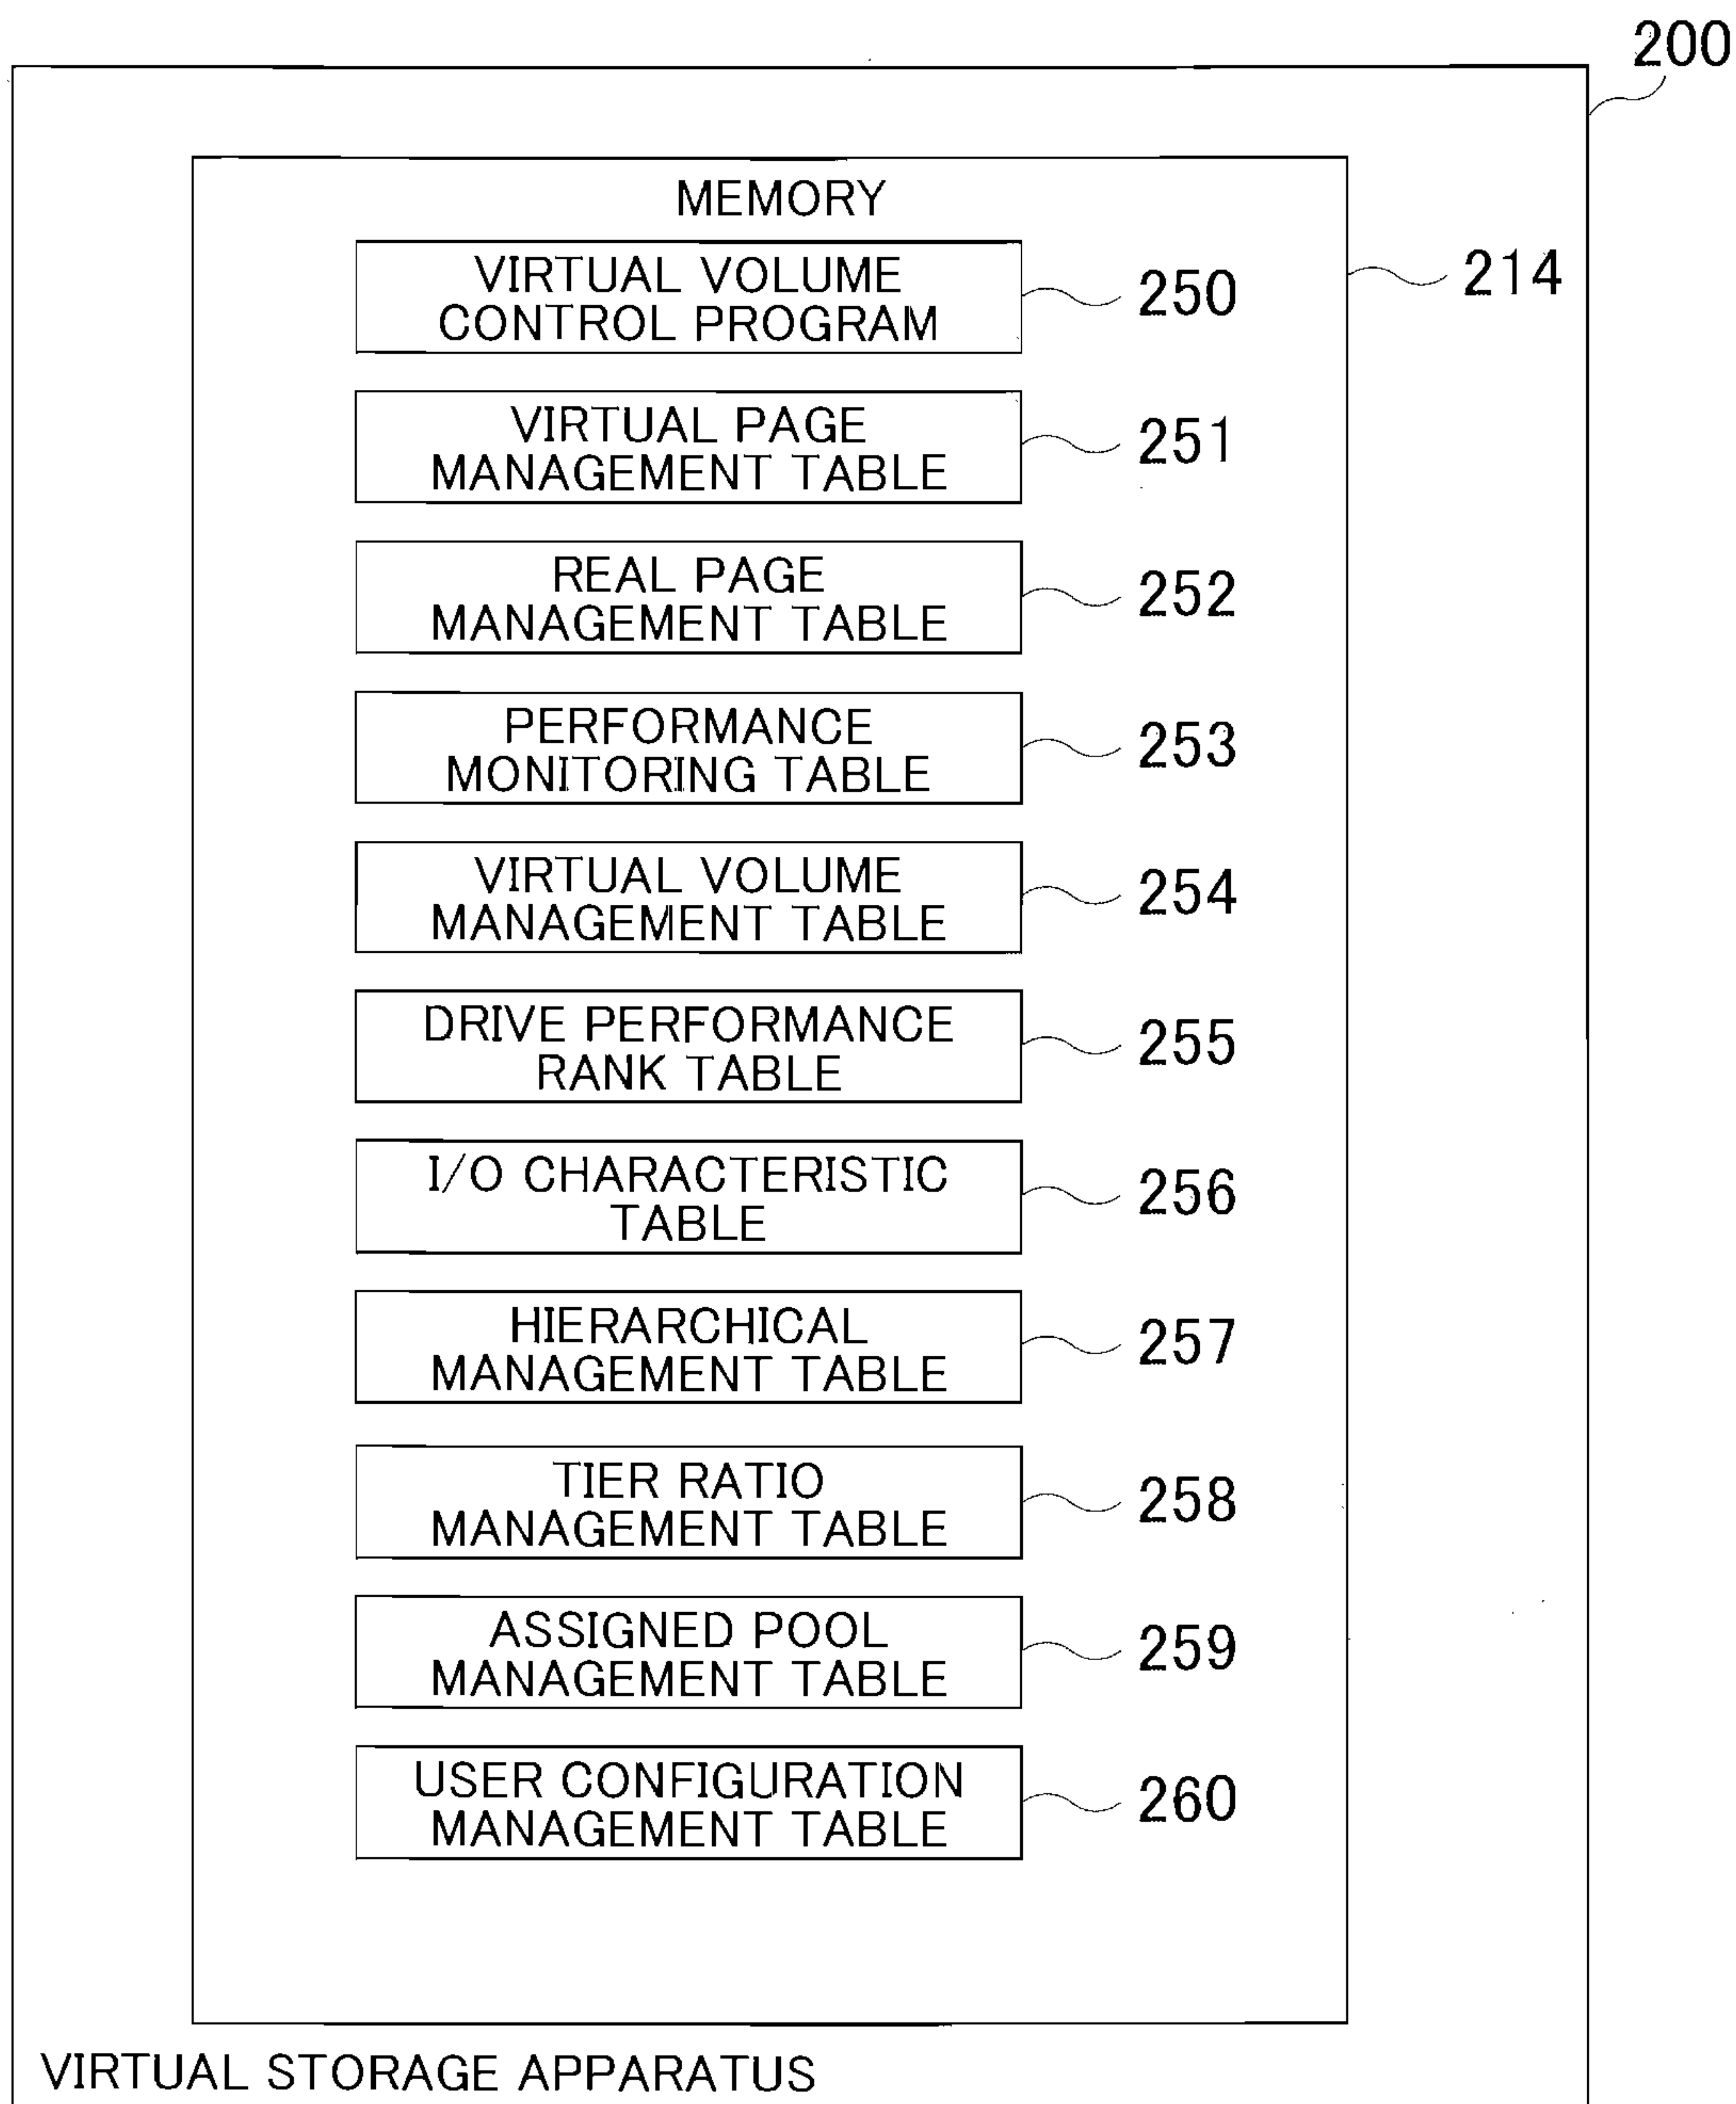 200
MEMORY
214
VIRTUAL VOLUME
CONTROL PROGRAM
250
VIRTUAL PAGE
MANAGEMENT TABLE
251
REAL PAGE
MANAGEMENT TABLE
252
PERFORMANCE
MONITORING TABLE
253
VIRTUAL VOLUME
MANAGEMENT TABLE
254
DRIVE PERFORMANCE
RANK TABLE
255
I/O CHARACTERISTIC
TABLE
256
HIERARCHICAL
MANAGEMENT TABLE
257
TIER RATIO
MANAGEMENT TABLE
258
ASSIGNED POOL
MANAGEMENT TABLE
259
USER CONFIGURATION
MANAGEMENT TABLE
260
VIRTUAL STORAGE APPARATUS